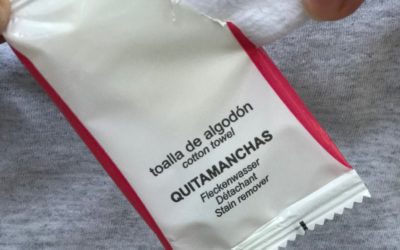 toalla de algodón
cotton towel
QUITAMANCHAS
Fleckenwasser
Détachant
Stain remover